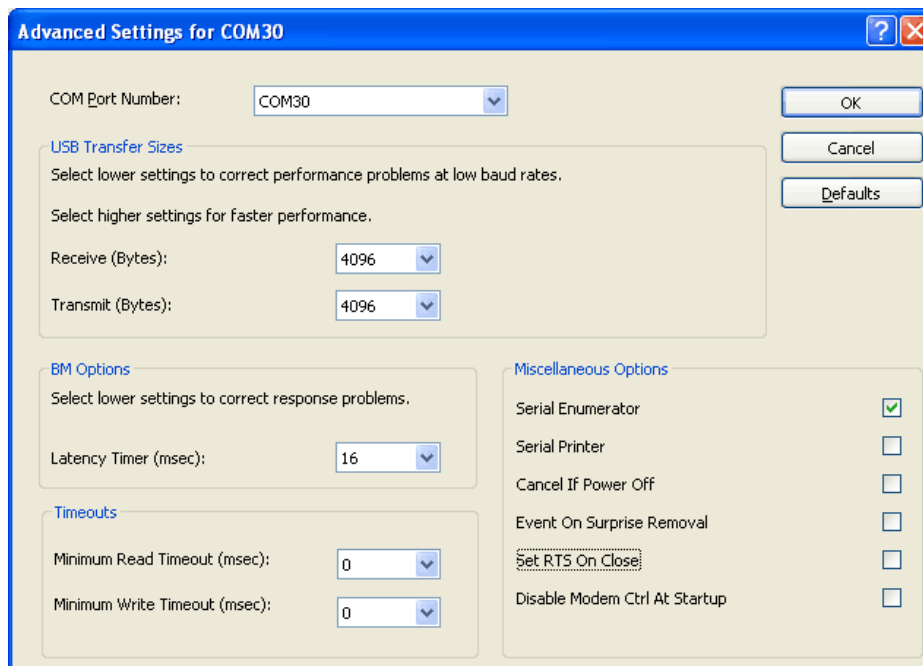 Advanced Settings for COM30
COM Port Number: COM30
OK
USB Transfer Sizes
Cancel
Select lower settings to correct performance problems at low baud rates.
Defaults
Select higher settings for faster performance.
Receive (Bytes): 4096
Transmit (Bytes): 4096
BM Options
Select lower settings to correct response problems.
Latency Timer (msec): 16
Timeouts
Minimum Read Timeout (msec): 0
Minimum Write Timeout (msec): 0
Miscellaneous Options
Serial Enumerator
Serial Printer
Cancel If Power Off
Event On Surprise Removal
Set RTS On Close
Disable Modem Ctrl At Startup